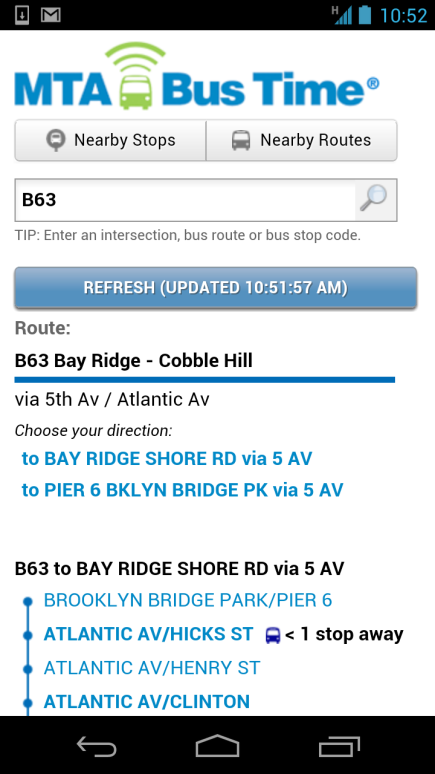 H 10:52
MTA Bus Time®
Nearby Stops Nearby Routes
B63
TIP: Enter an intersection, bus route or bus stop code.
REFRESH (UPDATED 10:51:57 AM)
Route:
B63 Bay Ridge - Cobble Hill
via 5th Av / Atlantic Av
Choose your direction:
to BAY RIDGE SHORE RD via 5 AV
to PIER 6 BKLYN BRIDGE PK via 5 AV
B63 to BAY RIDGE SHORE RD via 5 AV
BROOKLYN BRIDGE PARK/PIER 6
ATLANTIC AV/HICKS ST < 1 stop away
ATLANTIC AV/HENRY ST
ATLANTIC AV/CLINTON